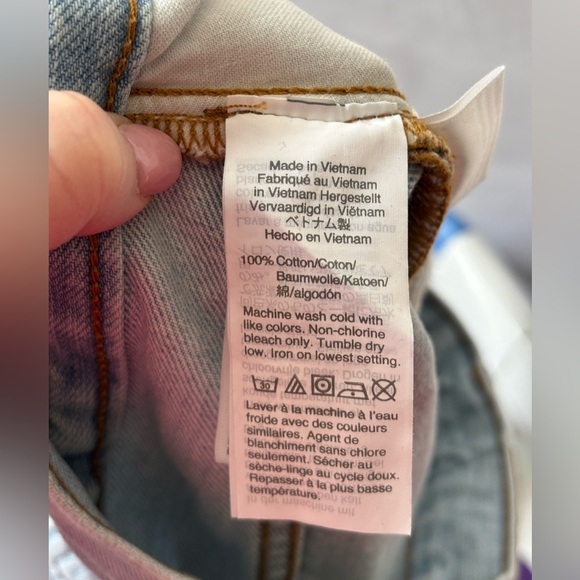 Made in Vietnam
Fabriqué au Vietnam
in Vietnam Hergestellt
Vervaardigd in Viëtnam
ベトナム製
Hecho en Vietnam
100% Cotton/Coton/
Baumwolle/Katoen/
綿/algodón
Machine wash cold with
like colors. Non-chlorine
bleach only. Tumble dry
low. Iron on lowest setting.
30
Laver à la machine à l'eau
froide avec des couleurs
similaires. Agent de
blanchiment sans chlore
seulement. Sécher au
sèche-linge au cycle doux.
Repasser à la plus basse
température.